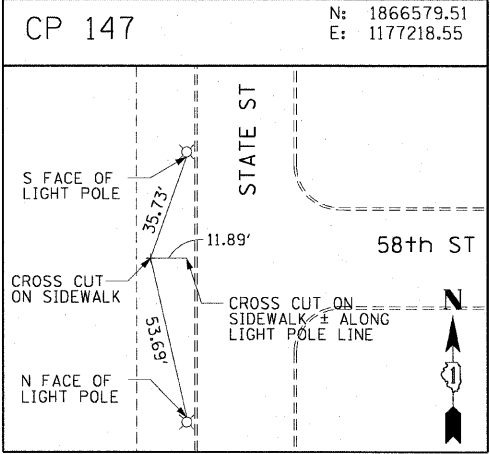 CP 147
N: 1866579.51
E: 1177218.55
STATE ST
S FACE OF
LIGHT POLE
35.73'
11.89'
58th ST
CROSS CUT
ON SIDEWALK
CROSS CUT ON
SIDEWALK ± ALONG
LIGHT POLE LINE
53.69'
N FACE OF
LIGHT POLE
N
1